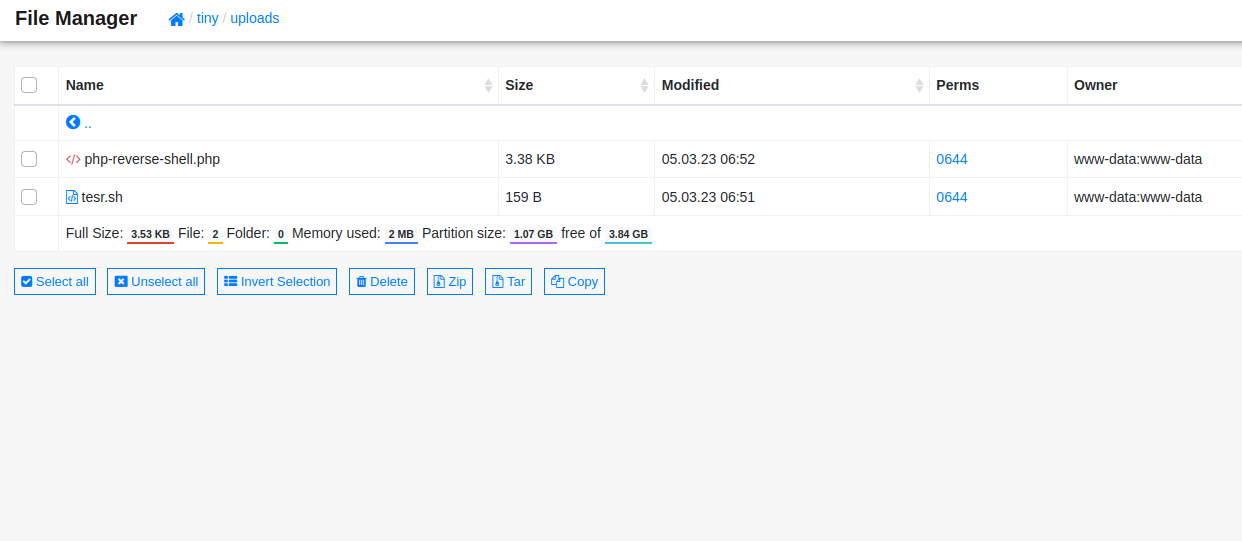 File Manager / tiny / uploads
Name Size Modified Perms Owner
..
php-reverse-shell.php 3.38 KB 05.03.23 06:52 0644 www-data:www-data
tesr.sh 159 B 05.03.23 06:51 0644 www-data:www-data
Full Size: 3.53 KB File: 2 Folder: 0 Memory used: 2 MB Partition size: 1.07 GB free of 3.84 GB
Select all Unselect all Invert Selection Delete Zip Tar Copy